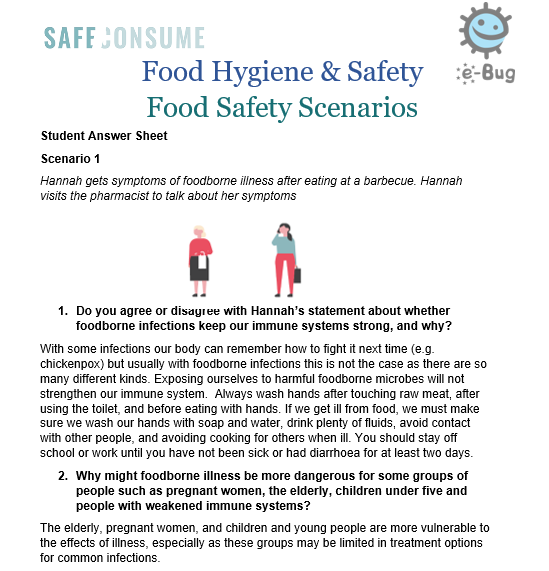 SAFE CONSUME
e-Bug
Food Hygiene & Safety
Food Safety Scenarios
Student Answer Sheet
Scenario 1
Hannah gets symptoms of foodborne illness after eating at a barbecue. Hannah
visits the pharmacist to talk about her symptoms
1. Do you agree or disagree with Hannah's statement about whether
foodborne infections keep our immune systems strong, and why?
With some infections our body can remember how to fight it next time (e.g.
chickenpox) but usually with foodborne infections this is not the case as there are so
many different kinds. Exposing ourselves to harmful foodborne microbes will not
strengthen our immune system.  Always wash hands after touching raw meat, after
using the toilet, and before eating with hands. If we get ill from food, we must make
sure we wash our hands with soap and water, drink plenty of fluids, avoid contact
with other people, and avoiding cooking for others when ill. You should stay off
school or work until you have not been sick or had diarrhoea for at least two days.
2. Why might foodborne illness be more dangerous for some groups of
people such as pregnant women, the elderly, children under five and
people with weakened immune systems?
The elderly, pregnant women, and children and young people are more vulnerable to
the effects of illness, especially as these groups may be limited in treatment options
for common infections.